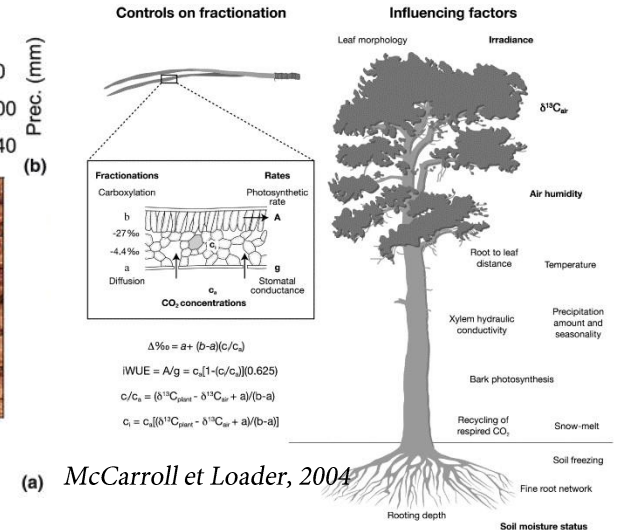 Controls on fractionation
Influencing factors
Prec. (mm)
0
00
40
(b)
Leaf morphology
Irradiance
δ¹³Cair
Fractionations
Rates
Carboxylation
Photosynthetic
rate
b
A
-27‰
-4.4‰
ci
a
g
Diffusion
Stomatal
conductance
ca
CO₂ concentrations
Air humidity
Root to leaf
distance
Temperature
Xylem hydraulic
conductivity
Precipitation
amount and
seasonality
Bark photosynthesis
Recycling of
respired CO₂
Snow-melt
Δ‰ = a+ (b-a)(ci/ca)
iWUE = A/g = ca[1-(ci/ca)](0.625)
ci/ca = (δ¹³Cplant - δ¹³Cair + a)/(b-a)
ci = ca[(δ¹³Cplant - δ¹³Cair + a)/(b-a)]
(a)
McCarroll et Loader, 2004
Soil freezing
Fine root network
Rooting depth
Soil moisture status